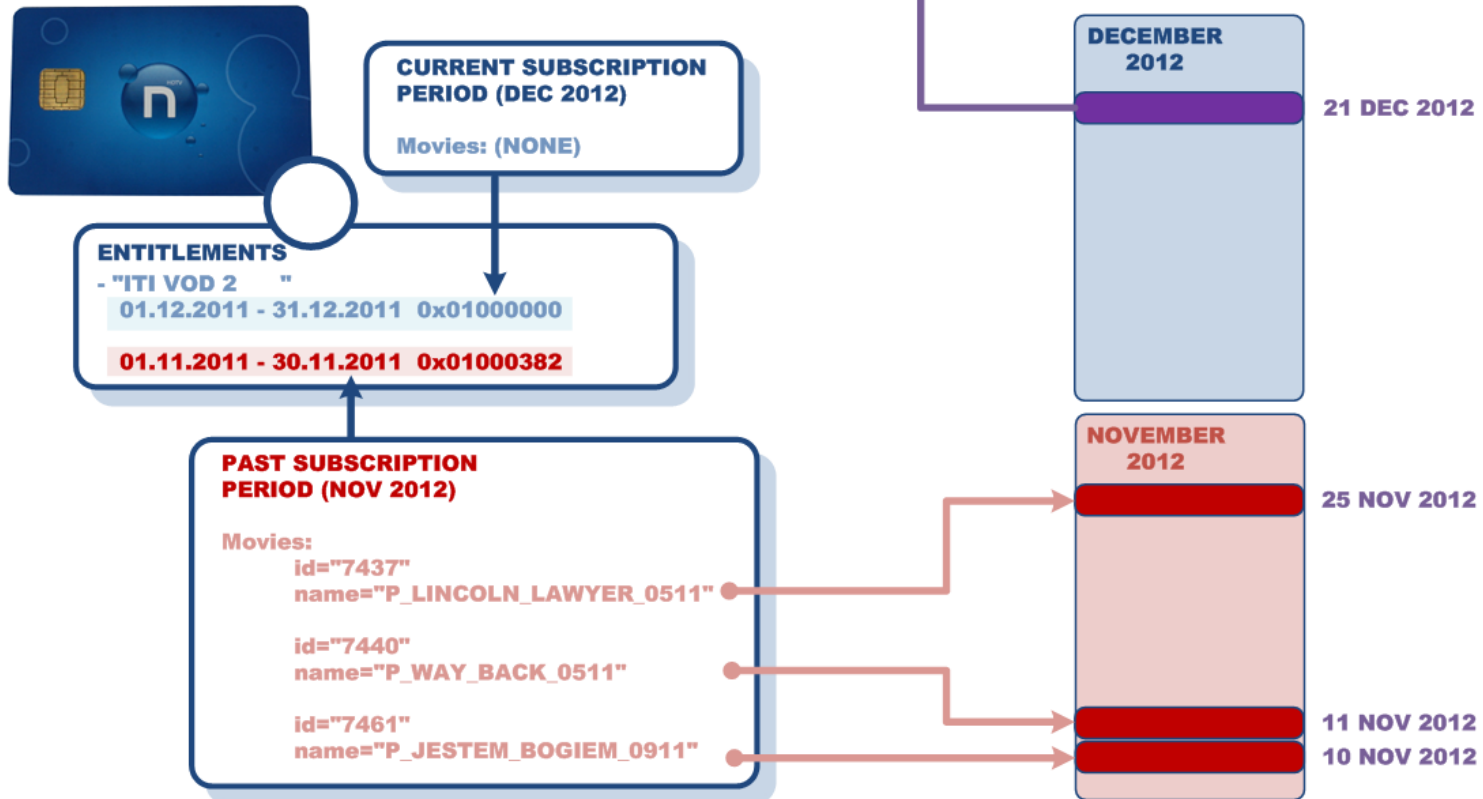 n
HDTV
CURRENT SUBSCRIPTION
PERIOD (DEC 2012)
Movies: (NONE)
ENTITLEMENTS
- "ITI VOD 2     "
01.12.2011 - 31.12.2011  0x01000000
01.11.2011 - 30.11.2011  0x01000382
PAST SUBSCRIPTION
PERIOD (NOV 2012)
Movies:
id="7437"
name="P_LINCOLN_LAWYER_0511"
id="7440"
name="P_WAY_BACK_0511"
id="7461"
name="P_JESTEM_BOGIEM_0911"
DECEMBER
2012
21 DEC 2012
NOVEMBER
2012
25 NOV 2012
11 NOV 2012
10 NOV 2012